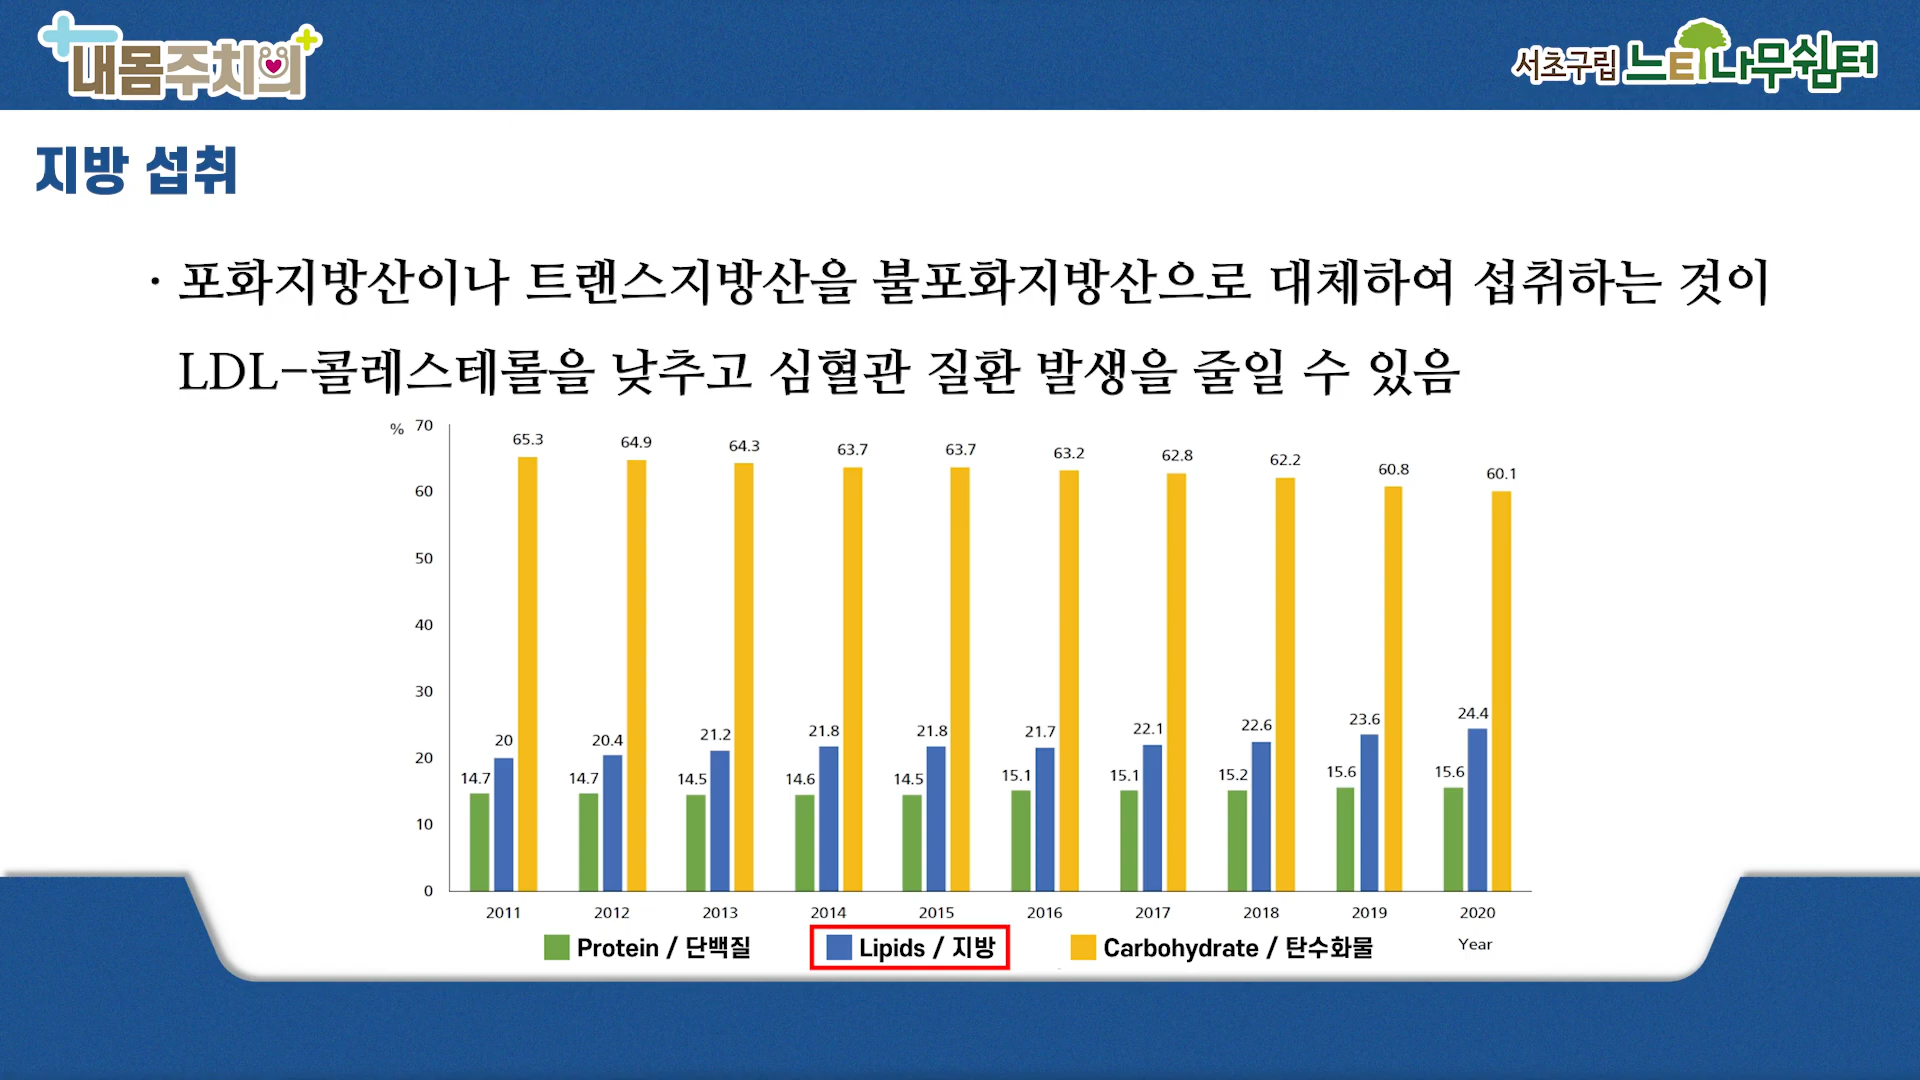 내몸주치의
서초구립 느티나무쉼터
지방 섭취
· 포화지방산이나 트랜스지방산을 불포화지방산으로 대체하여 섭취하는 것이
LDL-콜레스테롤을 낮추고 심혈관 질환 발생을 줄일 수 있음
% 70
60
50
40
30
20
10
0
14.7 20 65.3
14.7 20.4 64.9
14.5 21.2 64.3
14.6 21.8 63.7
14.5 21.8 63.7
15.1 21.7 63.2
15.1 22.1 62.8
15.2 22.6 62.2
15.6 23.6 60.8
15.6 24.4 60.1
2011 2012 2013 2014 2015 2016 2017 2018 2019 2020
Protein / 단백질 Lipids / 지방 Carbohydrate / 탄수화물 Year